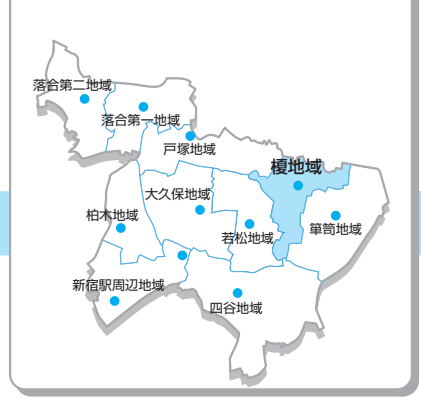 落合第二地域
落合第一地域
戸塚地域
榎地域
大久保地域
柏木地域
若松地域
箪笥地域
新宿駅周辺地域
四谷地域